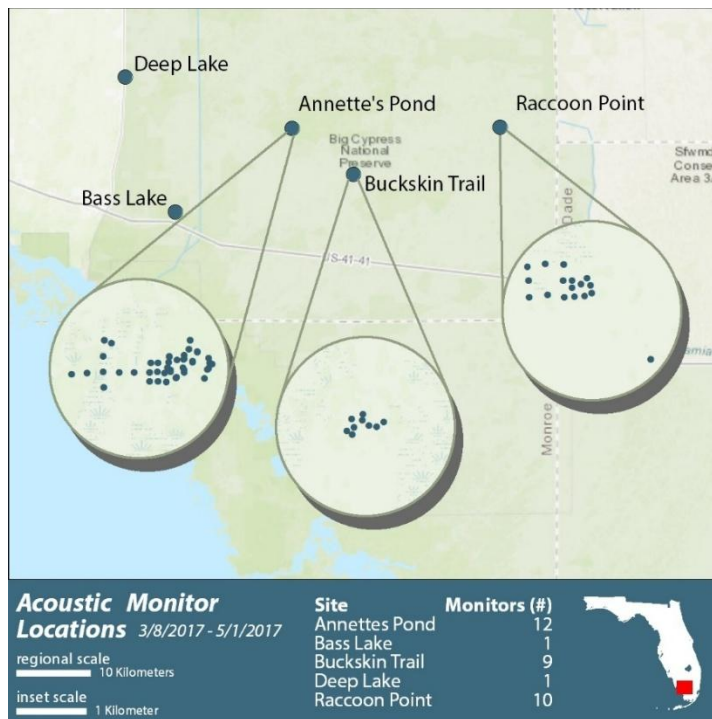 Deep Lake
Annette's Pond
Raccoon Point
Big Cypress
National
Preserve
Buckskin Trail
Sfwmd
Conse
Area 3
Bass Lake
Dade
US-41-41
Monroe
Acoustic Monitor
Locations 3/8/2017 - 5/1/2017
regional scale
10 Kilometers
inset scale
1 Kilometer
Site Monitors (#)
Annettes Pond 12
Bass Lake 1
Buckskin Trail 9
Deep Lake 1
Raccoon Point 10